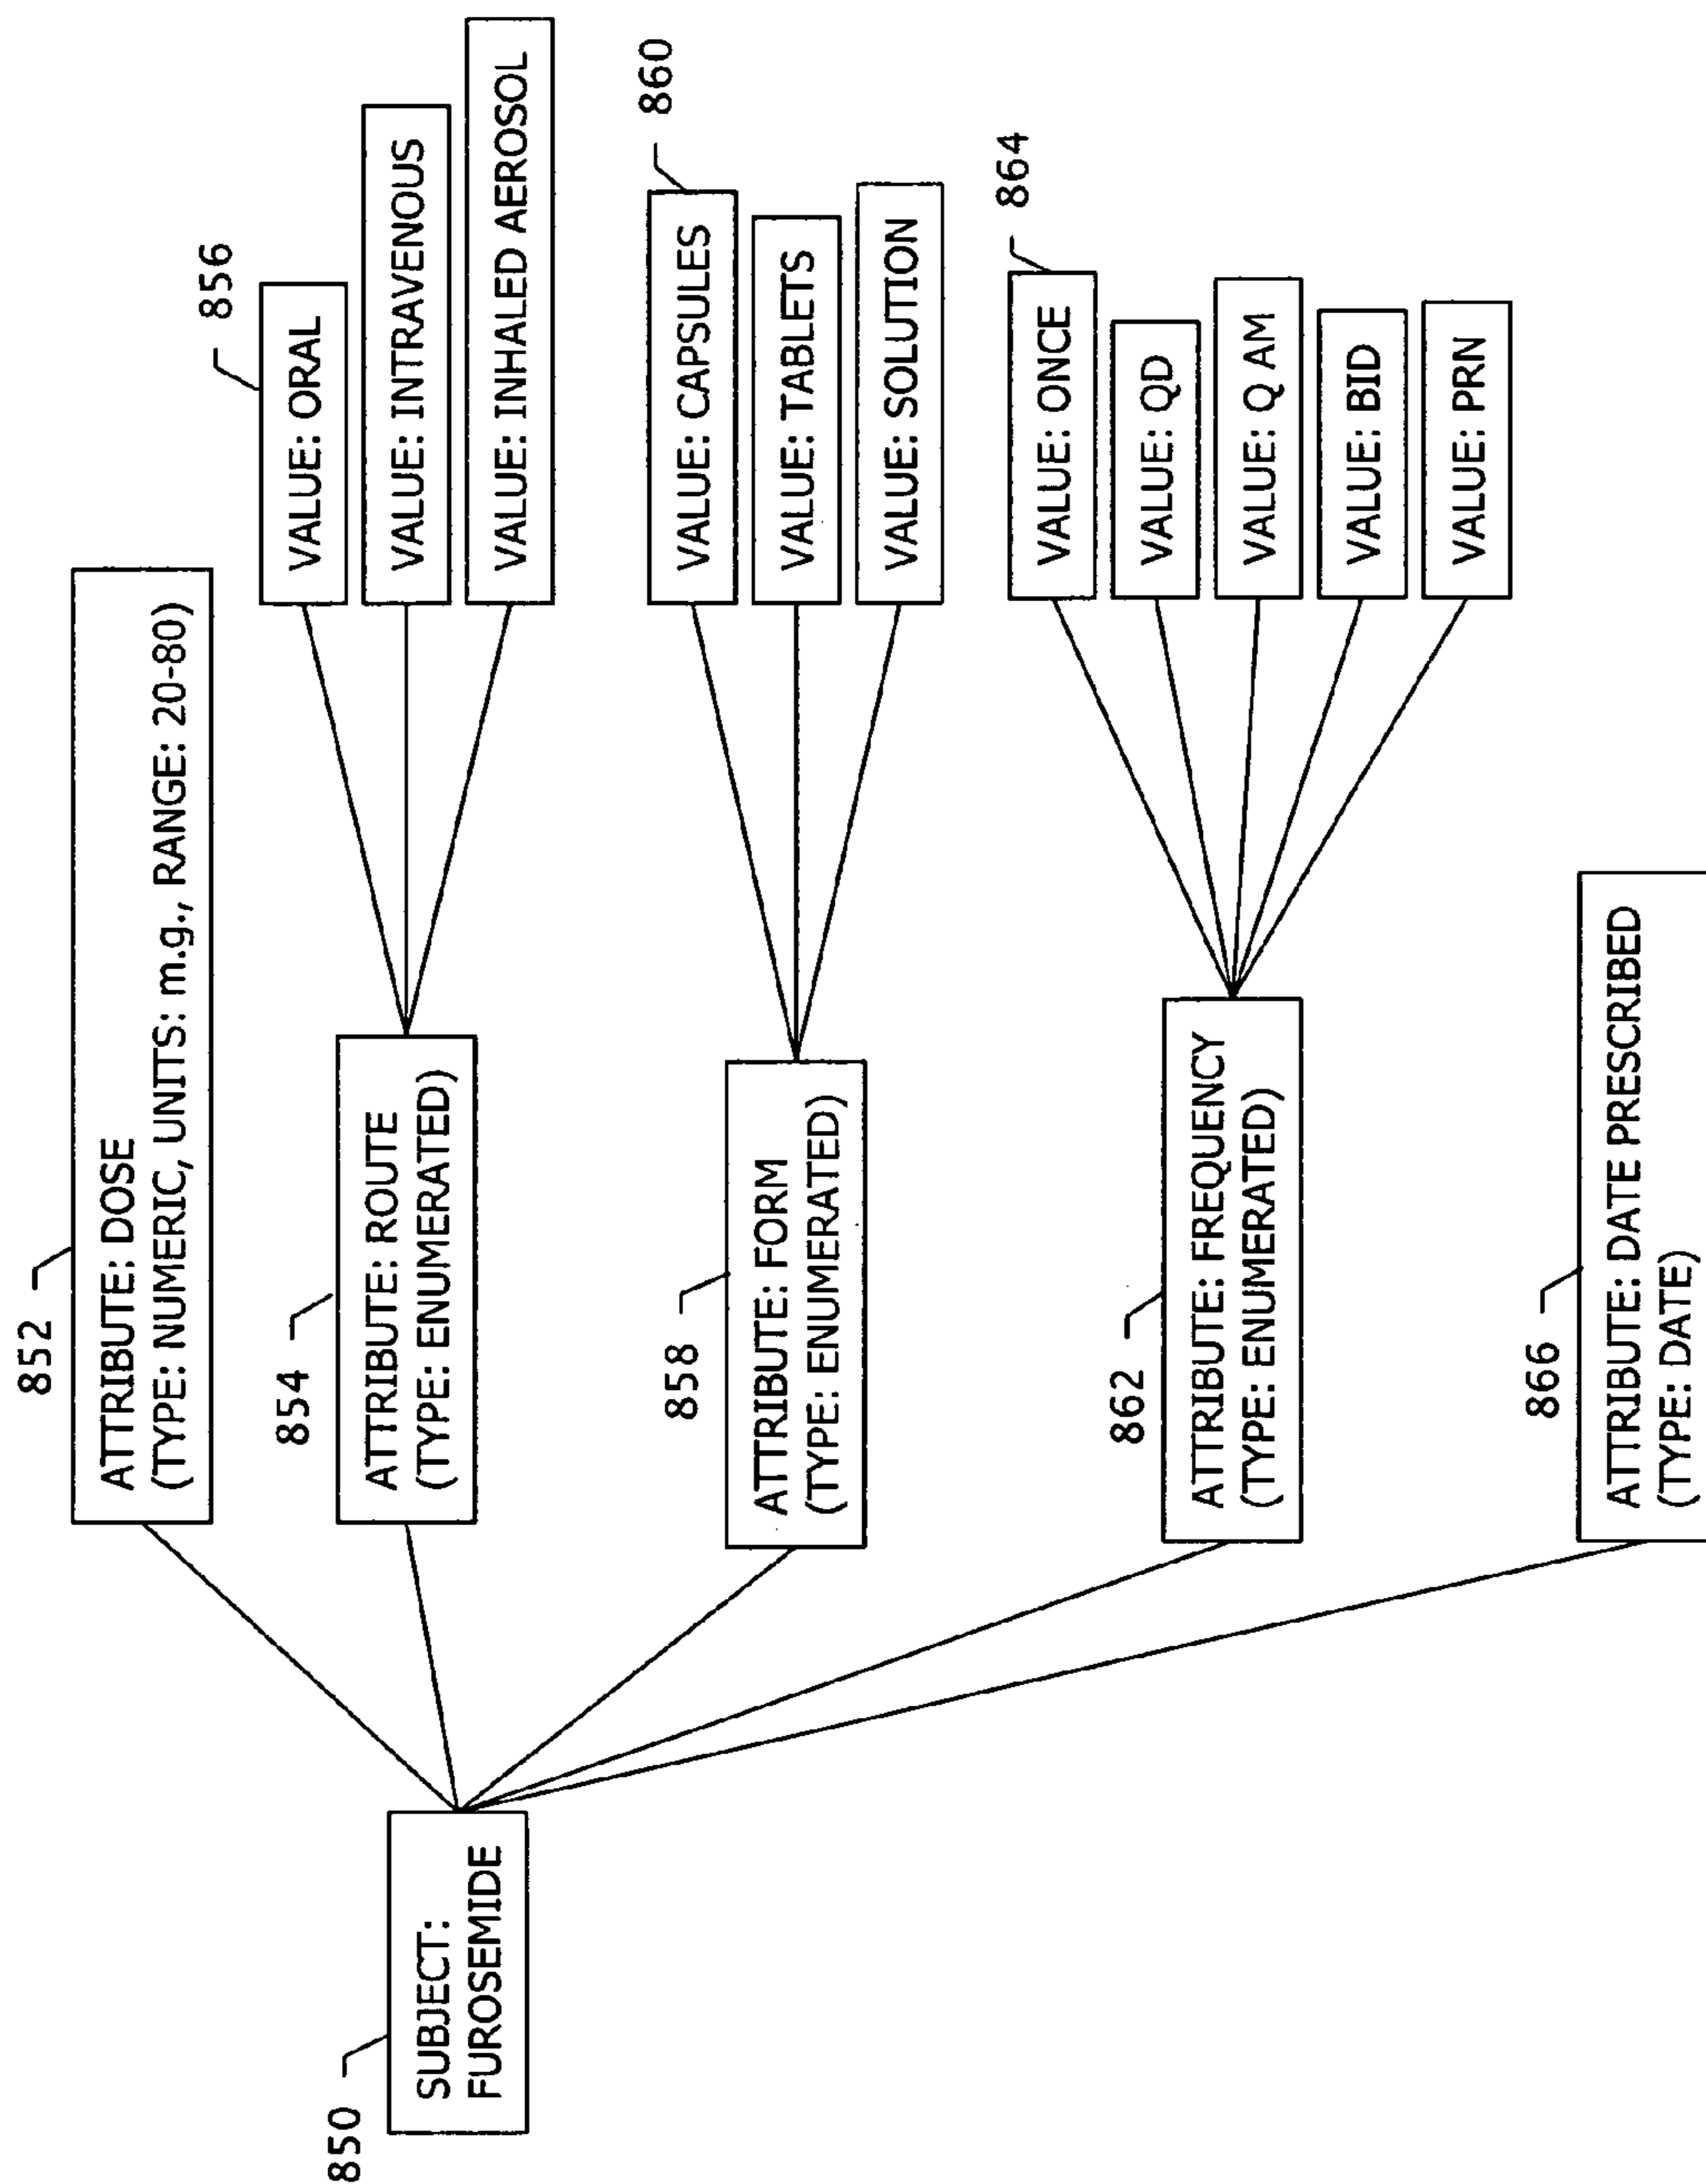 850
SUBJECT:
FUROSEMIDE
852
ATTRIBUTE: DOSE
(TYPE: NUMERIC, UNITS: m.g., RANGE: 20-80)
854
ATTRIBUTE: ROUTE
(TYPE: ENUMERATED)
856
VALUE: ORAL
VALUE: INTRAVENOUS
VALUE: INHALED AEROSOL
858
ATTRIBUTE: FORM
(TYPE: ENUMERATED)
860
VALUE: CAPSULES
VALUE: TABLETS
VALUE: SOLUTION
862
ATTRIBUTE: FREQUENCY
(TYPE: ENUMERATED)
864
VALUE: ONCE
VALUE: QD
VALUE: Q AM
VALUE: BID
VALUE: PRN
866
ATTRIBUTE: DATE PRESCRIBED
(TYPE: DATE)